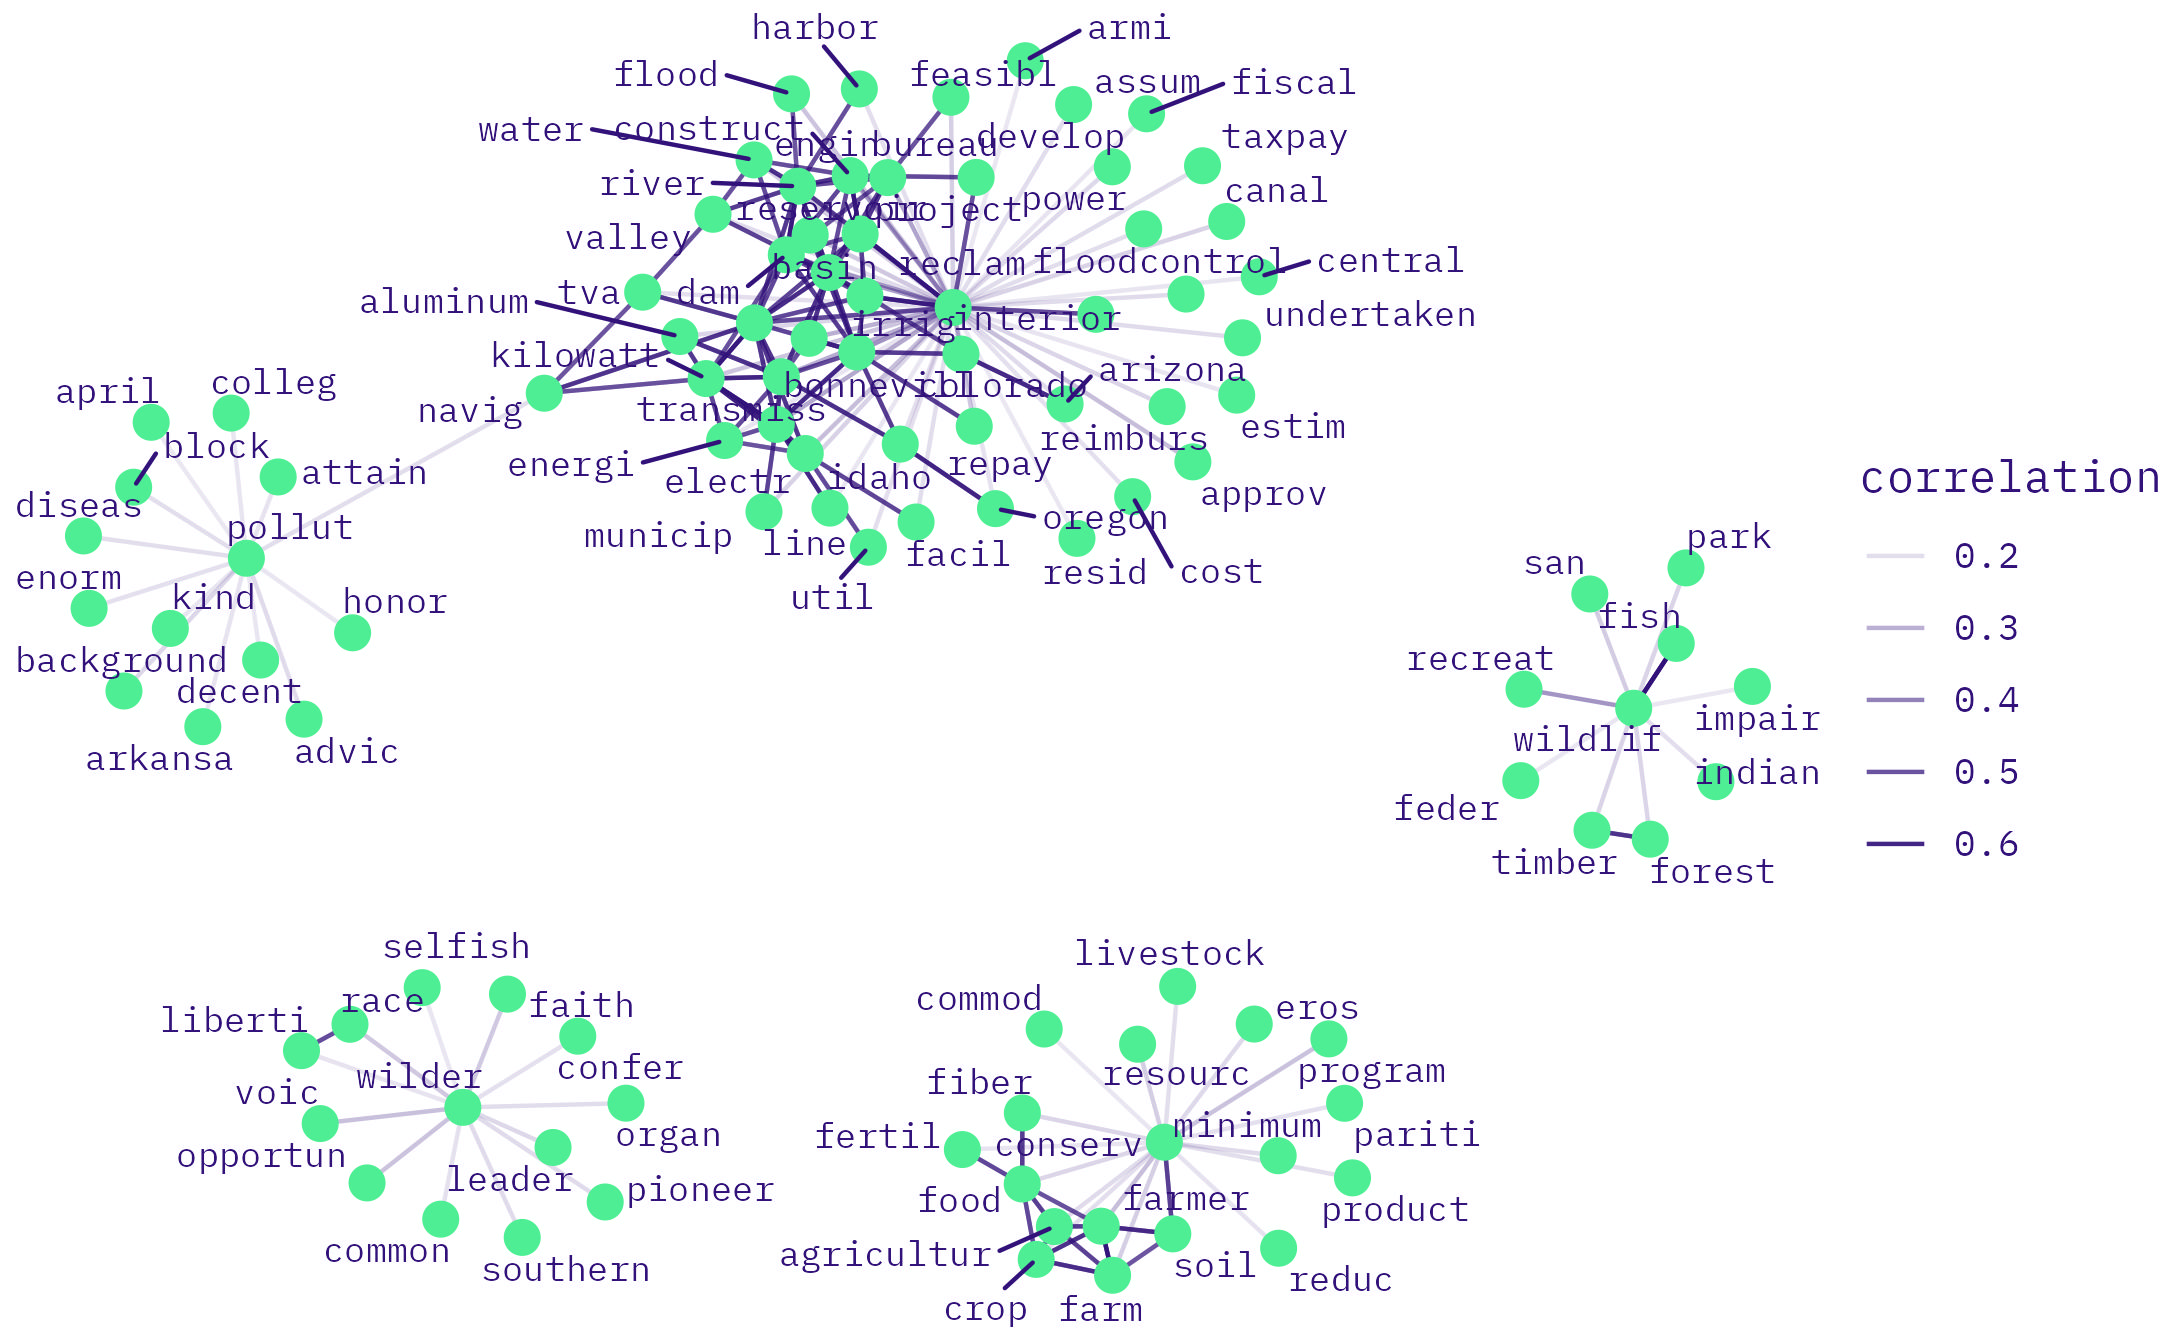 harbor
armi
flood
feasibl
assum
fiscal
water
construct
engin
bureau
develop
taxpay
river
reservoir
project
power
canal
valley
basin
reclam
floodcontrol
central
aluminum
tva
dam
irrig
interior
undertaken
kilowatt
bonnevill
colorado
arizona
april
colleg
navig
transmiss
reimburs
estim
block
attain
energi
electr
idaho
repay
approv
correlation
diseas
pollut
municip
line
facil
oregon
park
san
0.2
enorm
kind
honor
util
resid
cost
fish
0.3
background
decent
recreat
0.4
arkansa
advic
wildlif
impair
0.5
indian
feder
0.6
timber
forest
selfish
livestock
race
faith
commod
eros
liberti
wilder
confer
fiber
resourc
program
voic
organ
fertil
conserv
minimum
pariti
opportun
leader
pioneer
food
farmer
product
common
southern
agricultur
soil
reduc
crop
farm